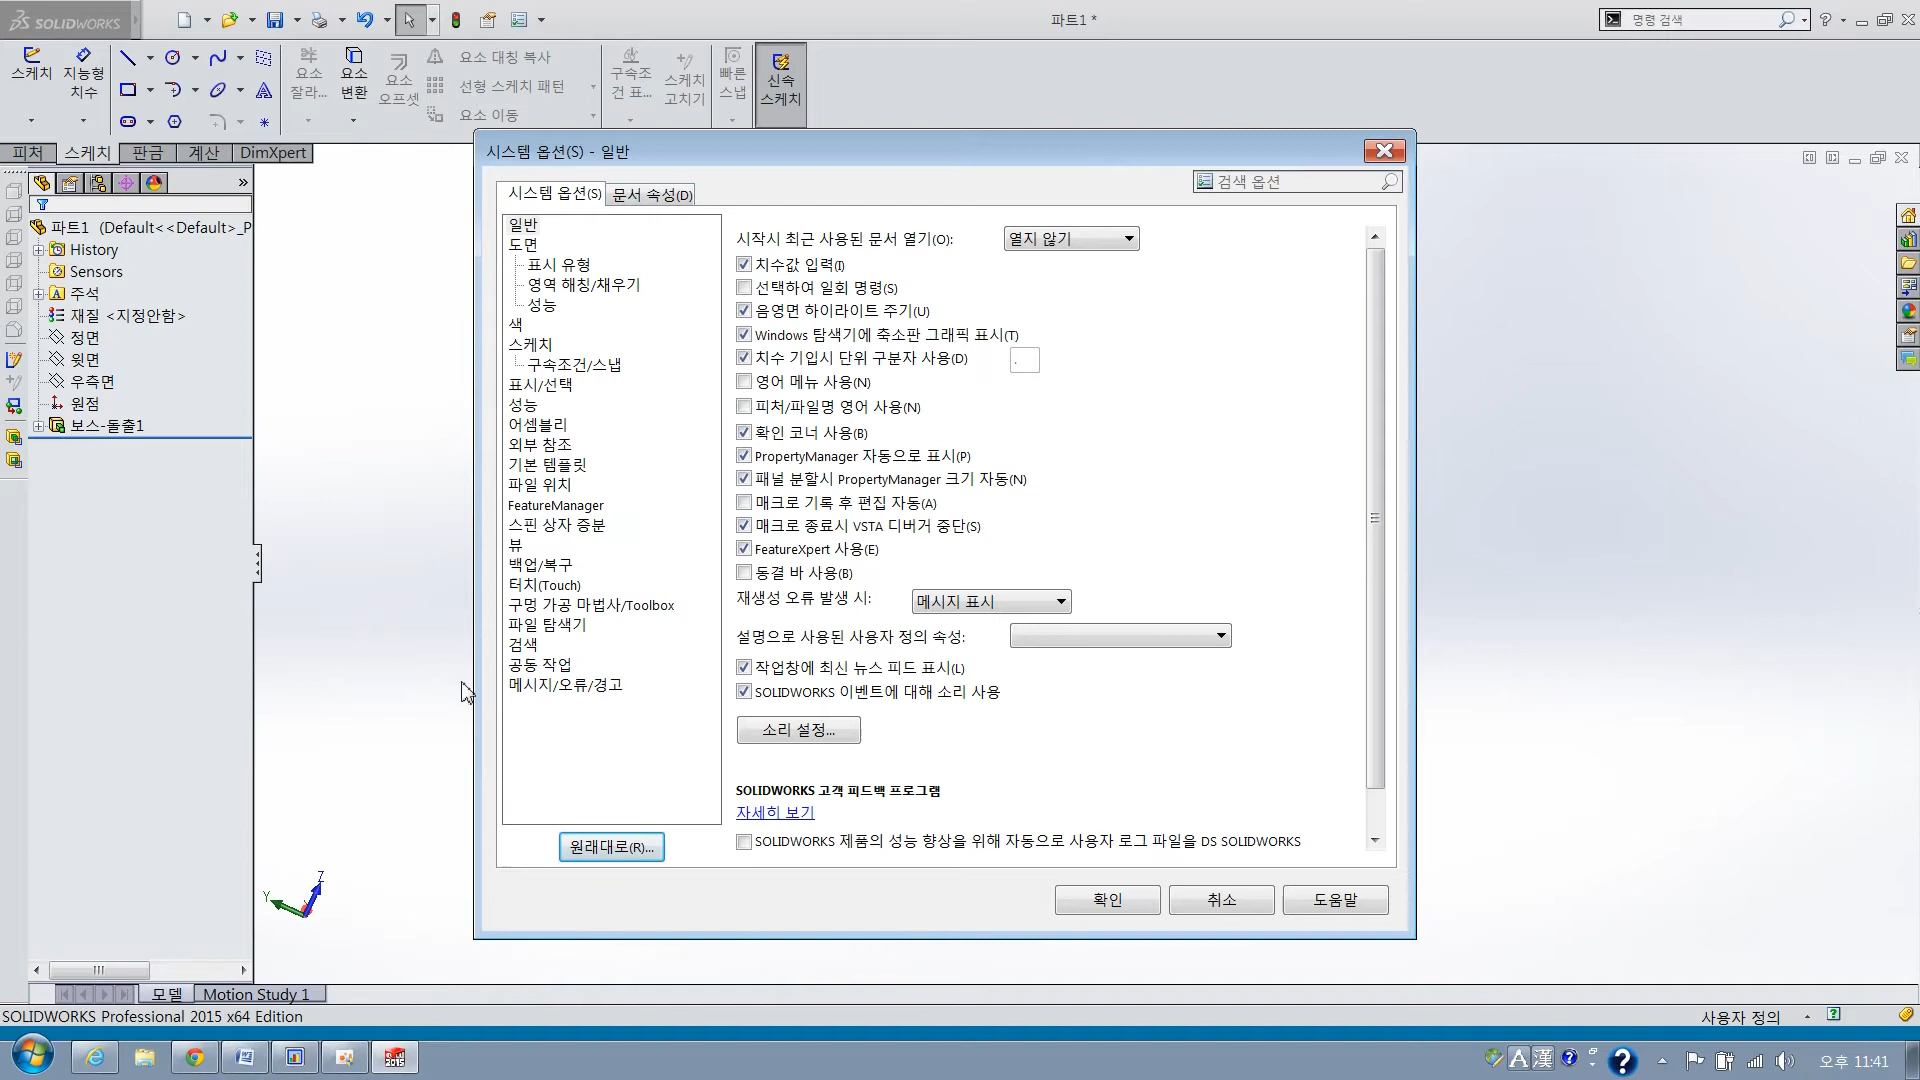 SOLIDWORKS
파트1 *
명령 검색
스케치
지능형
치수
요소
잘라...
요소
변환
요소
오프셋
요소 대칭 복사
선형 스케치 패턴
요소 이동
구속조
건 표...
스케치
고치기
빠른
스냅
신속
스케치
피처
스케치
판금
계산
DimXpert
파트1 (Default<<Default>_P
History
Sensors
주석
재질 <지정안함>
정면
윗면
우측면
원점
보스-돌출1
시스템 옵션(S) - 일반
시스템 옵션(S)
문서 속성(D)
검색 옵션
일반
도면
표시 유형
영역 해칭/채우기
성능
색
스케치
구속조건/스냅
표시/선택
성능
어셈블리
외부 참조
기본 템플릿
파일 위치
FeatureManager
스핀 상자 증분
뷰
백업/복구
터치(Touch)
구멍 가공 마법사/Toolbox
파일 탐색기
검색
공동 작업
메시지/오류/경고
원래대로(R)...
시작시 최근 사용된 문서 열기(O):
열지 않기
치수값 입력(I)
선택하여 일회 명령(S)
음영면 하이라이트 주기(U)
Windows 탐색기에 축소판 그래픽 표시(T)
치수 기입시 단위 구분자 사용(D)
.
영어 메뉴 사용(N)
피처/파일명 영어 사용(N)
확인 코너 사용(B)
PropertyManager 자동으로 표시(P)
패널 분할시 PropertyManager 크기 자동(N)
매크로 기록 후 편집 자동(A)
매크로 종료시 VSTA 디버거 중단(S)
FeatureXpert 사용(E)
동결 바 사용(B)
재생성 오류 발생 시:
메시지 표시
설명으로 사용된 사용자 정의 속성:
작업창에 최신 뉴스 피드 표시(L)
SOLIDWORKS 이벤트에 대해 소리 사용
소리 설정...
SOLIDWORKS 고객 피드백 프로그램
자세히 보기
SOLIDWORKS 제품의 성능 향상을 위해 자동으로 사용자 로그 파일을 DS SOLIDWORKS
확인
취소
도움말
Z
Y
모델
Motion Study 1
SOLIDWORKS Professional 2015 x64 Edition
사용자 정의
A 漢
오후 11:41